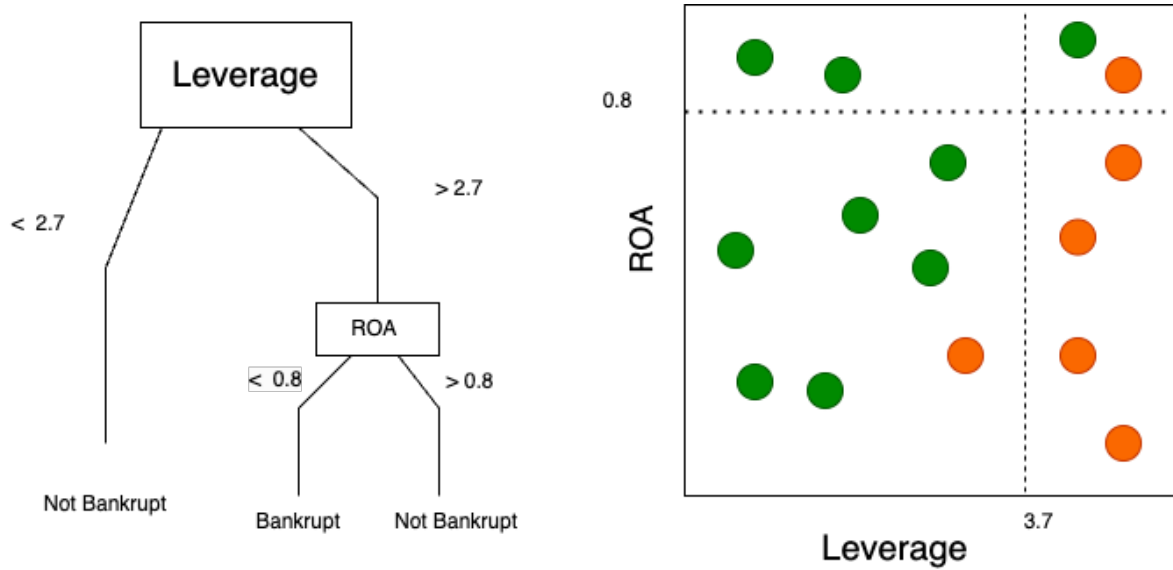 Leverage
< 2.7
> 2.7
ROA
< 0.8
> 0.8
Not Bankrupt
Bankrupt
Not Bankrupt
0.8
ROA
3.7
Leverage